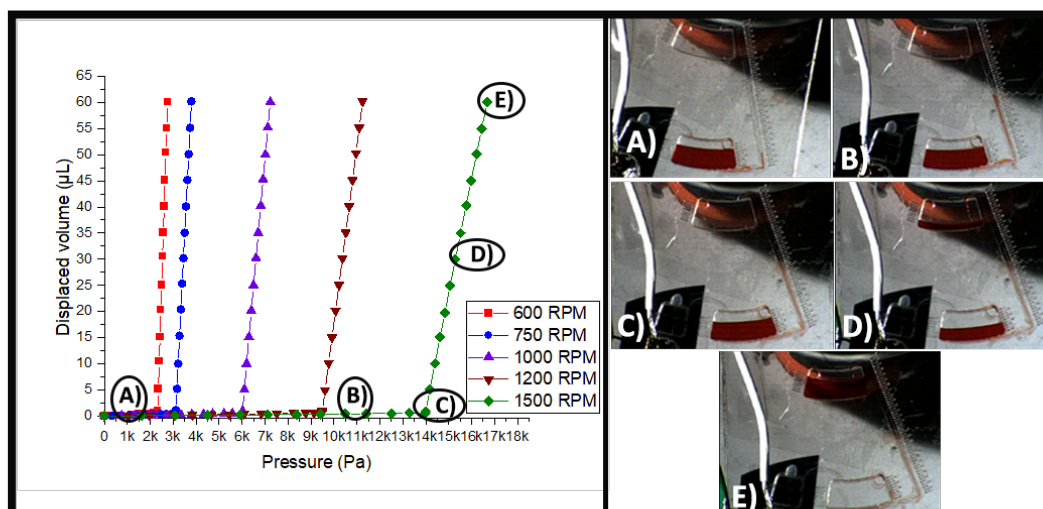 65
60
55
50
45
40
35
30
25
20
15
10
5
0
Displaced volume (µL)
E)
D)
A)
B)
C)
600 RPM
750 RPM
1000 RPM
1200 RPM
1500 RPM
0 1k 2k 3k 4k 5k 6k 7k 8k 9k 10k 11k 12k 13k 14k 15k 16k 17k 18k
Pressure (Pa)
A)
B)
C)
D)
E)